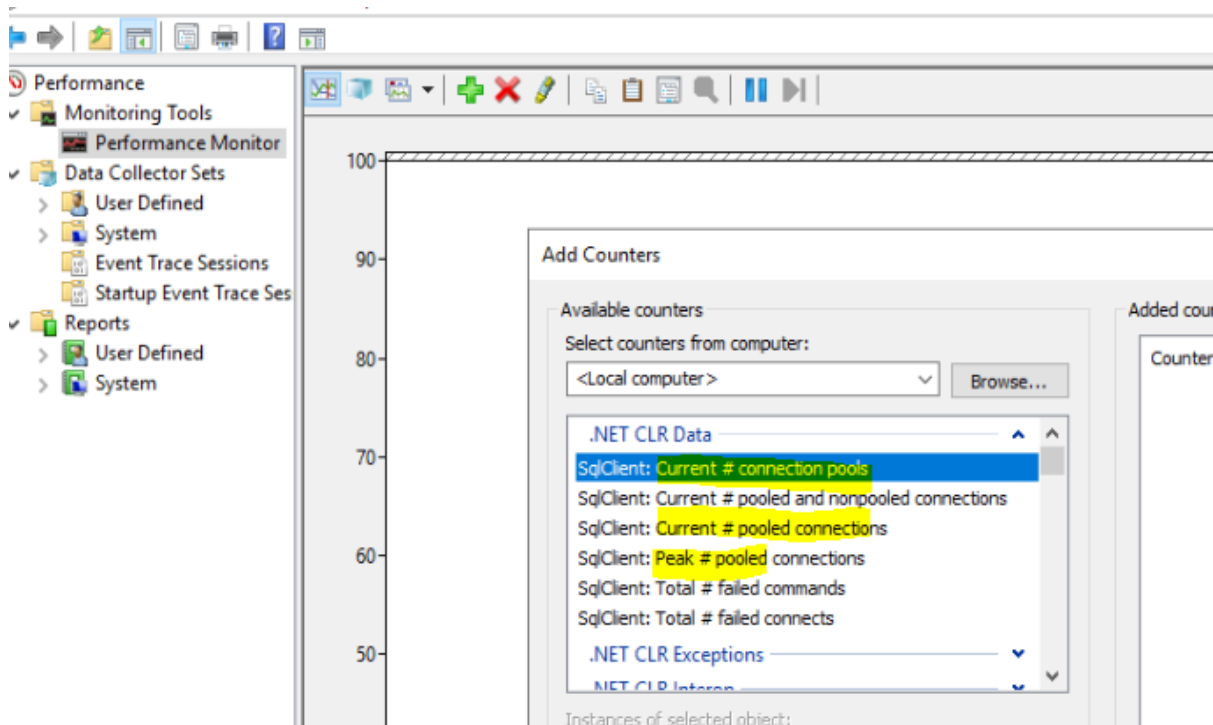 Performance
Monitoring Tools
Performance Monitor
Data Collector Sets
User Defined
System
Event Trace Sessions
Startup Event Trace Ses
Reports
User Defined
System
100
90
80
70
60
50
Add Counters
Available counters
Select counters from computer:
<Local computer>
Browse...
.NET CLR Data
SqlClient: Current # connection pools
SqlClient: Current # pooled and nonpooled connections
SqlClient: Current # pooled connections
SqlClient: Peak # pooled connections
SqlClient: Total # failed commands
SqlClient: Total # failed connects
.NET CLR Exceptions
.NET CLR Interop
Instances of selected object:
Added cou
Counter